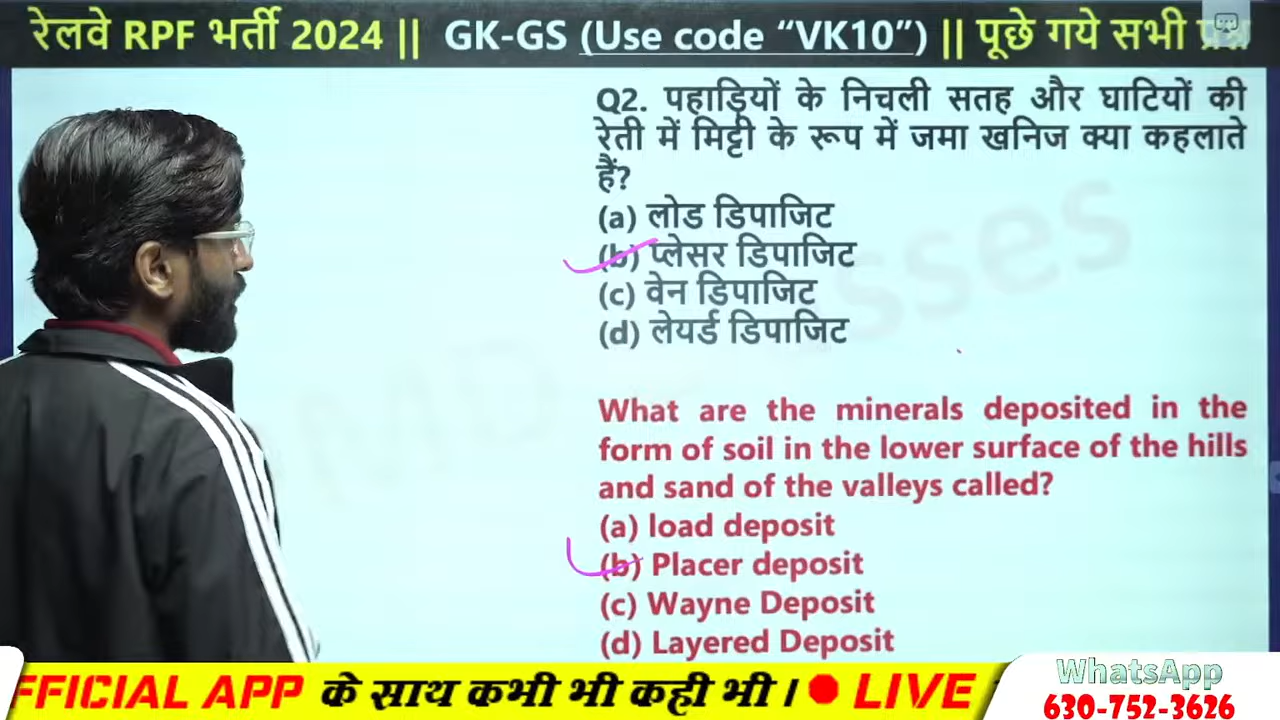 रेलवे RPF भर्ती 2024 || GK-GS (Use code “VK10”) || पूछे गये सभी प्रश्न
Q2. पहाड़ियों के निचली सतह और घाटियों की
रेती में मिट्टी के रूप में जमा खनिज क्या कहलाते
हैं?
(a) लोड डिपाजिट
(b) प्लेसर डिपाजिट
(c) वेन डिपाजिट
(d) लेयर्ड डिपाजिट
What are the minerals deposited in the
form of soil in the lower surface of the hills
and sand of the valleys called?
(a) load deposit
(b) Placer deposit
(c) Wayne Deposit
(d) Layered Deposit
FFICIAL APP के साथ कभी भी कही भी । LIVE
WhatsApp
630-752-3626